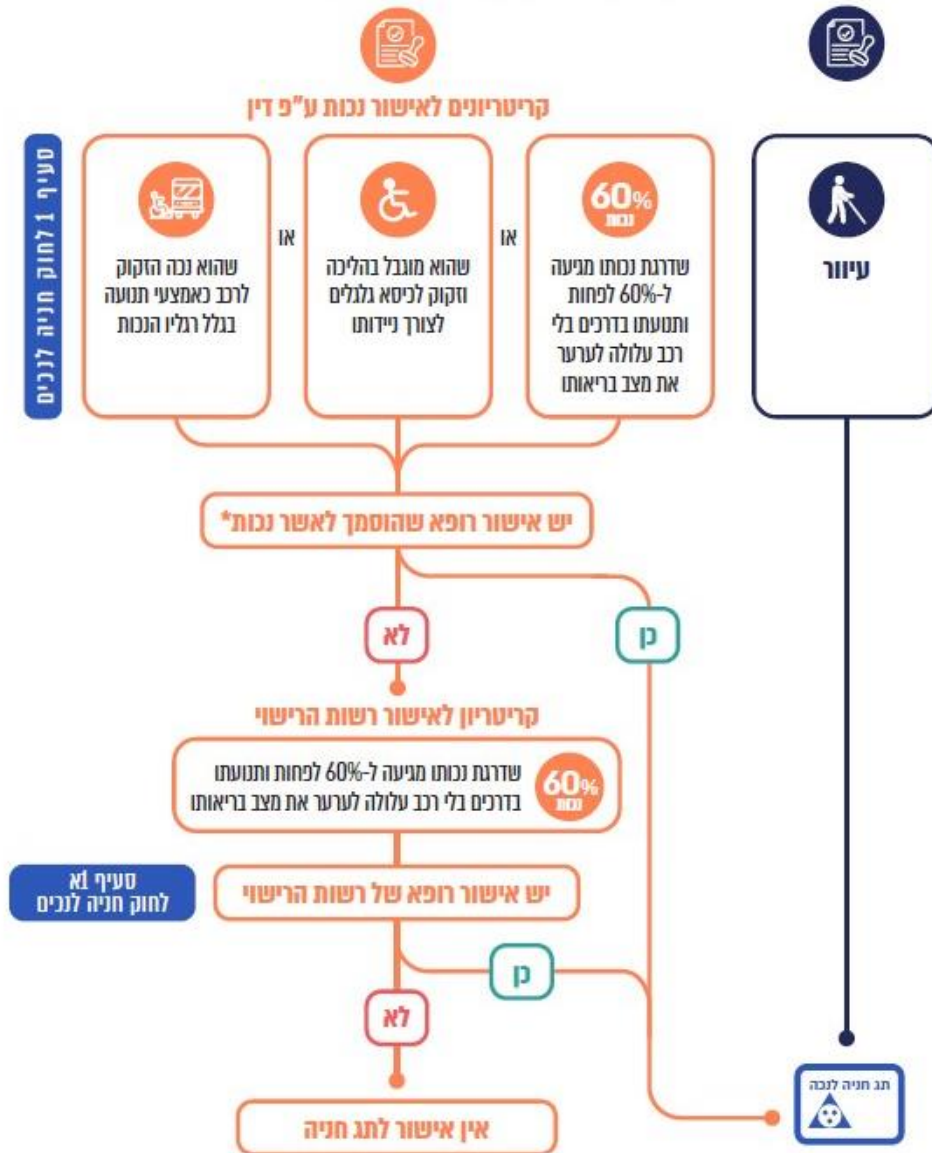 קריטריונים לאישור נכות ע"פ דין
סעיף 1 לחוק חניה לנכים
עיוור
60%
נכות
שדרגת נכותו מגיעה
ל-60% לפחות
ותנועתו בדרכים בלי
רכב עלולה לערער
את מצב בריאותו
או
שהוא מוגבל בהליכה
וזקוק לכיסא גלגלים
לצורך ניידותו
או
שהוא נכה הזקוק
לרכב כאמצעי תנועה
בגלל רגליו הנכות
יש אישור רופא שהוסמך לאשר נכות*
כן
לא
קריטריון לאישור רשות הרישוי
60%
נכות
שדרגת נכותו מגיעה ל-60% לפחות ותנועתו
בדרכים בלי רכב עלולה לערער את מצב בריאותו
סעיף 1א
לחוק חניה לנכים
יש אישור רופא של רשות הרישוי
כן
לא
תג חניה לנכה
אין אישור לתג חניה